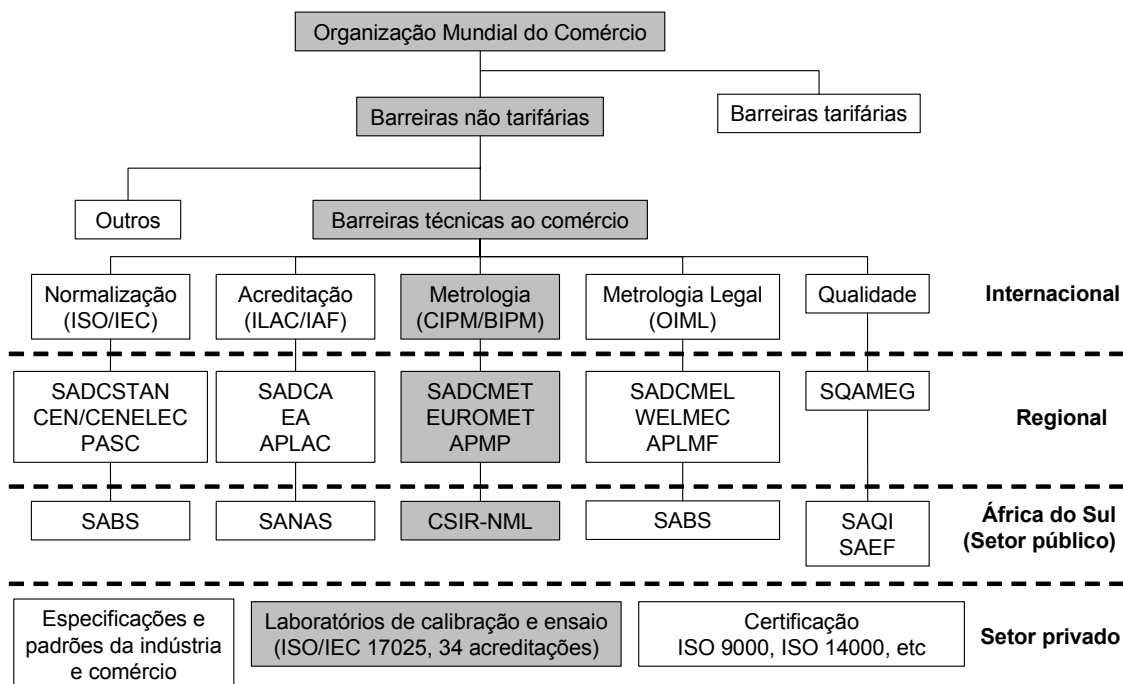 Organização Mundial do Comércio
Barreiras não tarifárias
Barreiras tarifárias
Outros
Barreiras técnicas ao comércio
Normalização
(ISO/IEC)
Acreditação
(ILAC/IAF)
Metrologia
(CIPM/BIPM)
Metrologia Legal
(OIML)
Qualidade
Internacional
SADCSTAN
CEN/CENELEC
PASC
SADCA
EA
APLAC
SADCMET
EUROMET
APMP
SADCMEL
WELMEC
APLMF
SQAMEG
Regional
SABS
SANAS
CSIR-NML
SABS
SAQI
SAEF
África do Sul
(Setor público)
Especificações e
padrões da indústria
e comércio
Laboratórios de calibração e ensaio
(ISO/IEC 17025, 34 acreditações)
Certificação
ISO 9000, ISO 14000, etc
Setor privado